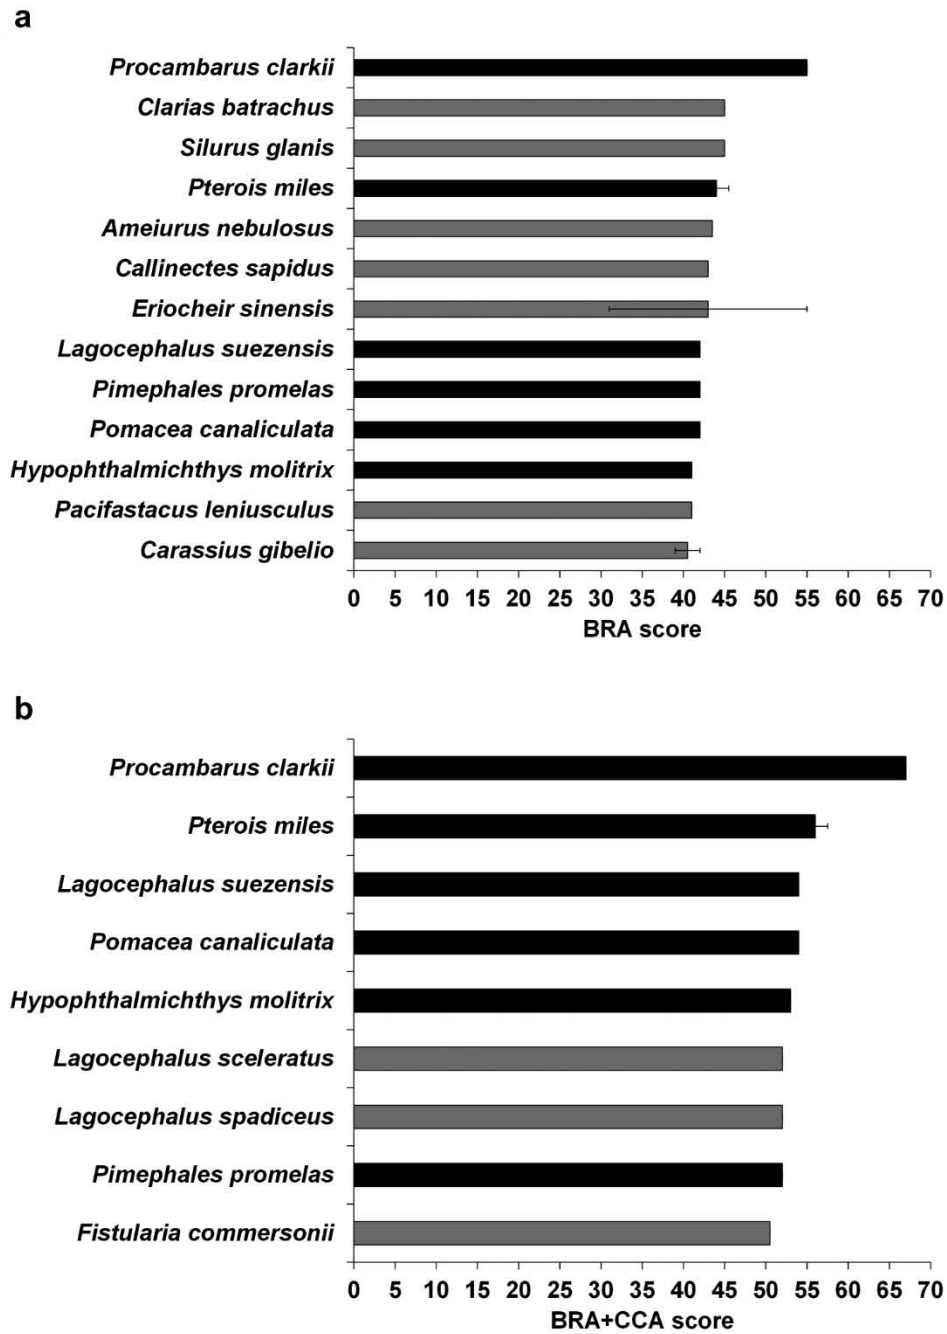 a
Procambarus clarkii
Clarias batrachus
Silurus glanis
Pterois miles
Ameiurus nebulosus
Callinectes sapidus
Eriocheir sinensis
Lagocephalus suezensis
Pimephales promelas
Pomacea canaliculata
Hypophthalmichthys molitrix
Pacifastacus leniusculus
Carassius gibelio
0 5 10 15 20 25 30 35 40 45 50 55 60 65 70
BRA score
b
Procambarus clarkii
Pterois miles
Lagocephalus suezensis
Pomacea canaliculata
Hypophthalmichthys molitrix
Lagocephalus sceleratus
Lagocephalus spadiceus
Pimephales promelas
Fistularia commersonii
0 5 10 15 20 25 30 35 40 45 50 55 60 65 70
BRA+CCA score